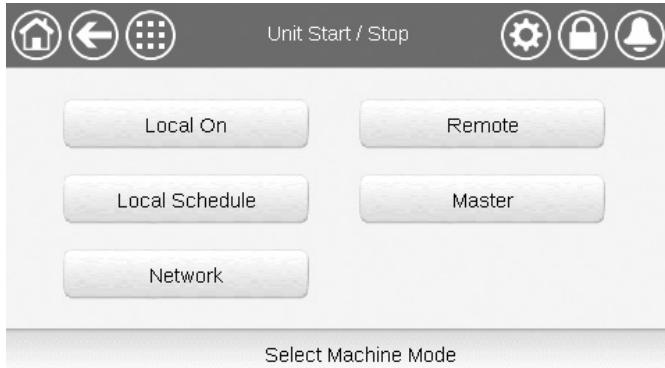 Unit Start / Stop
Local On
Remote
Local Schedule
Master
Network
Select Machine Mode